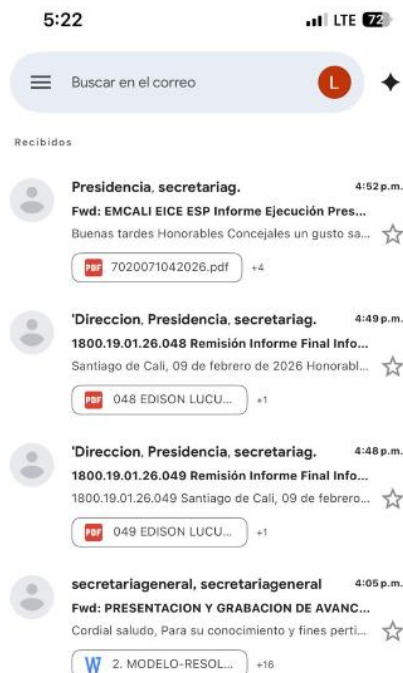 5:22 LTE 72
Buscar en el correo L
Recibidos
Presidencia, secretariag. 4:52 p.m.
Fwd: EMCALI EICE ESP Informe Ejecución Pres...
Buenas tardes Honorables Concejales un gusto sa...
PDF 7020071042026.pdf +4
'Direccion, Presidencia, secretariag. 4:49 p.m.
1800.19.01.26.048 Remisión Informe Final Info...
Santiago de Cali, 09 de febrero de 2026 Honorabl...
PDF 048 EDISON LUCU... +1
'Direccion, Presidencia, secretariag. 4:48 p.m.
1800.19.01.26.049 Remisión Informe Final Info...
1800.19.01.26.049 Santiago de Cali, 09 de febrero...
PDF 049 EDISON LUCU... +1
secretariageneral, secretariageneral 4:05 p.m.
Fwd: PRESENTACION Y GRABACION DE AVANC...
Cordial saludo, Para su conocimiento y fines perti...
W 2. MODELO-RESOL... +16